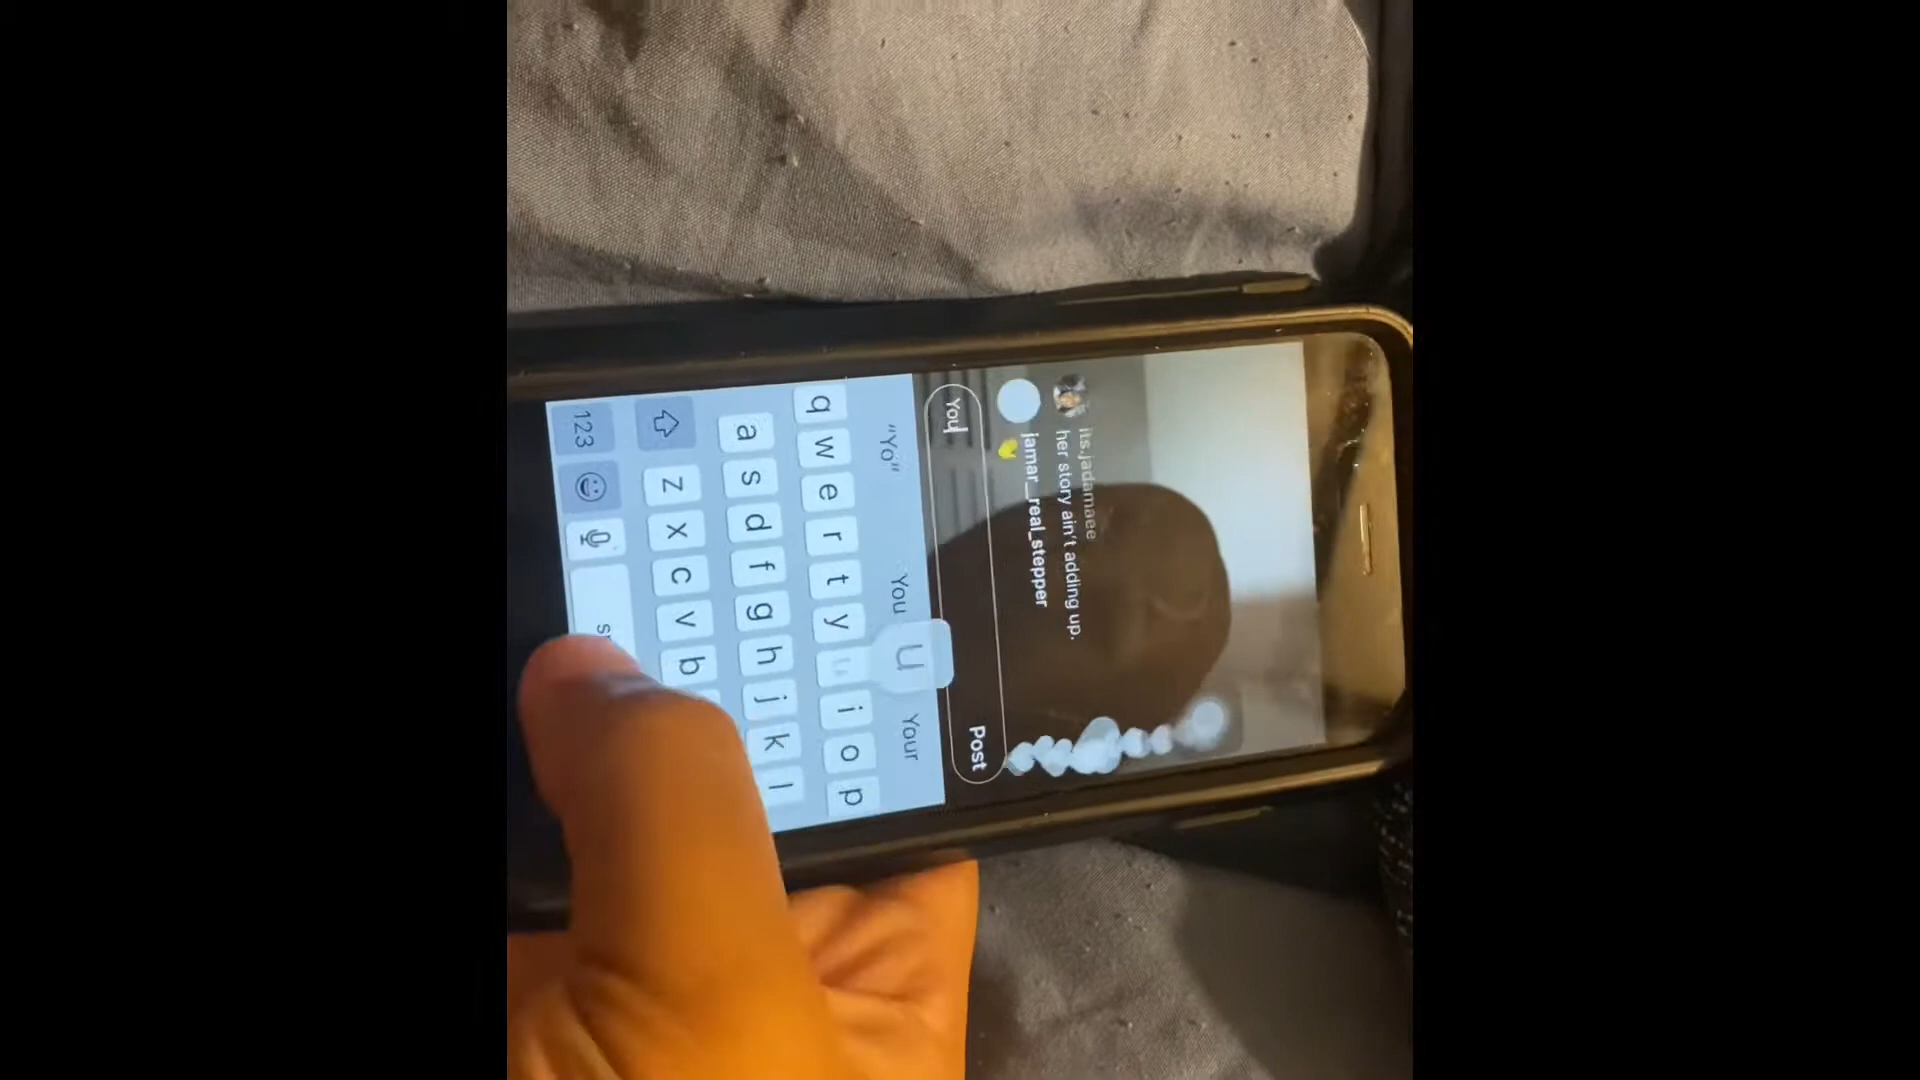 its.jadamaee
her story ain't adding up.
jamar_real_stepper
You
Post
"Yo"
You
Your
U
q w e r t y i o p
a s d f g h j k l
z x c v b
123